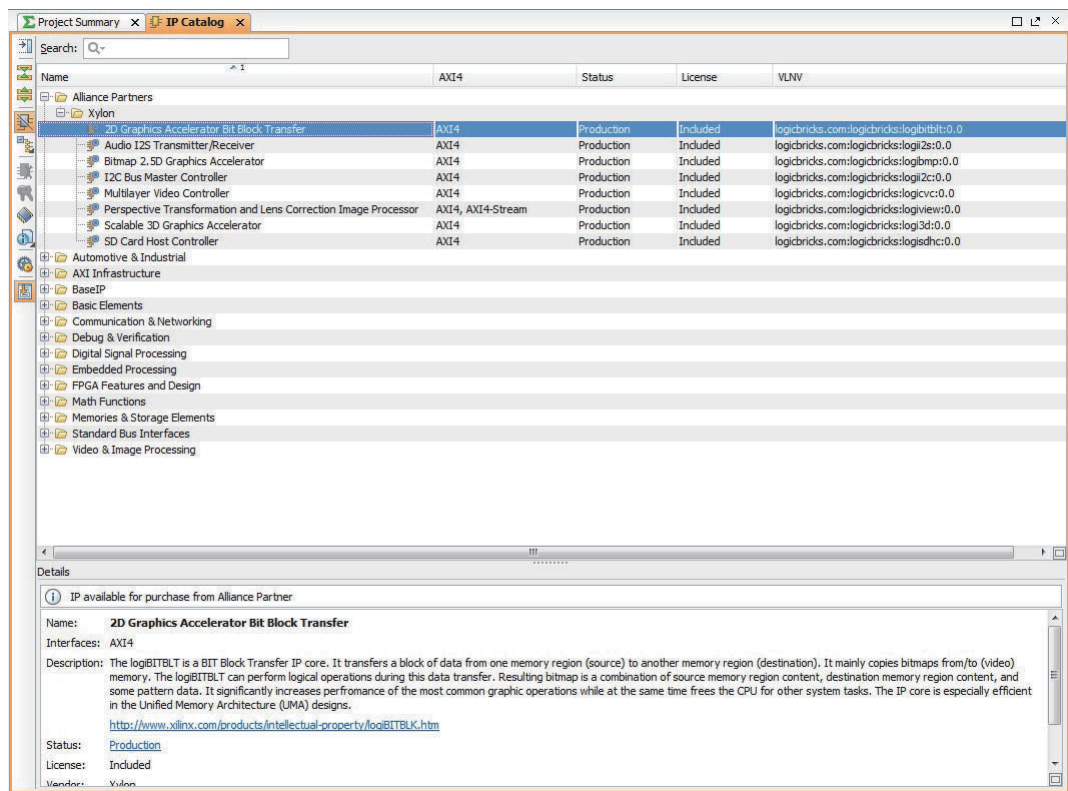 Project Summary IP Catalog
Search:
Name 1 AXI4 Status License VLNV
Alliance Partners
Xylon
2D Graphics Accelerator Bit Block Transfer AXI4 Production Included logicbricks.com:logicbricks:logibitblt:0.0
Audio I2S Transmitter/Receiver AXI4 Production Included logicbricks.com:logicbricks:logii2s:0.0
Bitmap 2.5D Graphics Accelerator AXI4 Production Included logicbricks.com:logicbricks:logibmp:0.0
I2C Bus Master Controller AXI4 Production Included logicbricks.com:logicbricks:logii2c:0.0
Multilayer Video Controller AXI4 Production Included logicbricks.com:logicbricks:logicvc:0.0
Perspective Transformation and Lens Correction Image Processor AXI4, AXI4-Stream Production Included logicbricks.com:logicbricks:logiview:0.0
Scalable 3D Graphics Accelerator AXI4 Production Included logicbricks.com:logicbricks:logi3d:0.0
SD Card Host Controller AXI4 Production Included logicbricks.com:logicbricks:logisdhc:0.0
Automotive & Industrial
AXI Infrastructure
BaseIP
Basic Elements
Communication & Networking
Debug & Verification
Digital Signal Processing
Embedded Processing
FPGA Features and Design
Math Functions
Memories & Storage Elements
Standard Bus Interfaces
Video & Image Processing
Details
IP available for purchase from Alliance Partner
Name: 2D Graphics Accelerator Bit Block Transfer
Interfaces: AXI4
Description: The logiBITBLT is a BIT Block Transfer IP core. It transfers a block of data from one memory region (source) to another memory region (destination). It mainly copies bitmaps from/to (video)
memory. The logiBITBLT can perform logical operations during this data transfer. Resulting bitmap is a combination of source memory region content, destination memory region content, and
some pattern data. It significantly increases perfromance of the most common graphic operations while at the same time frees the CPU for other system tasks. The IP core is especially efficient
in the Unified Memory Architecture (UMA) designs.
http://www.xilinx.com/products/intellectual-property/logiBITBLK.htm
Status: Production
License: Included
Vendor: Xylon